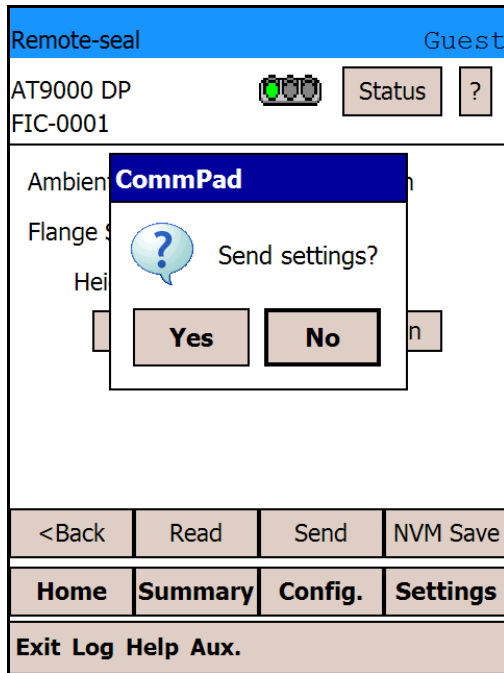 Remote-seal Guest
AT9000 DP Status ?
FIC-0001
Ambien
CommPad
Flange
Send settings?
Hei
Yes No
<Back Read Send NVM Save
Home Summary Config. Settings
Exit Log Help Aux.